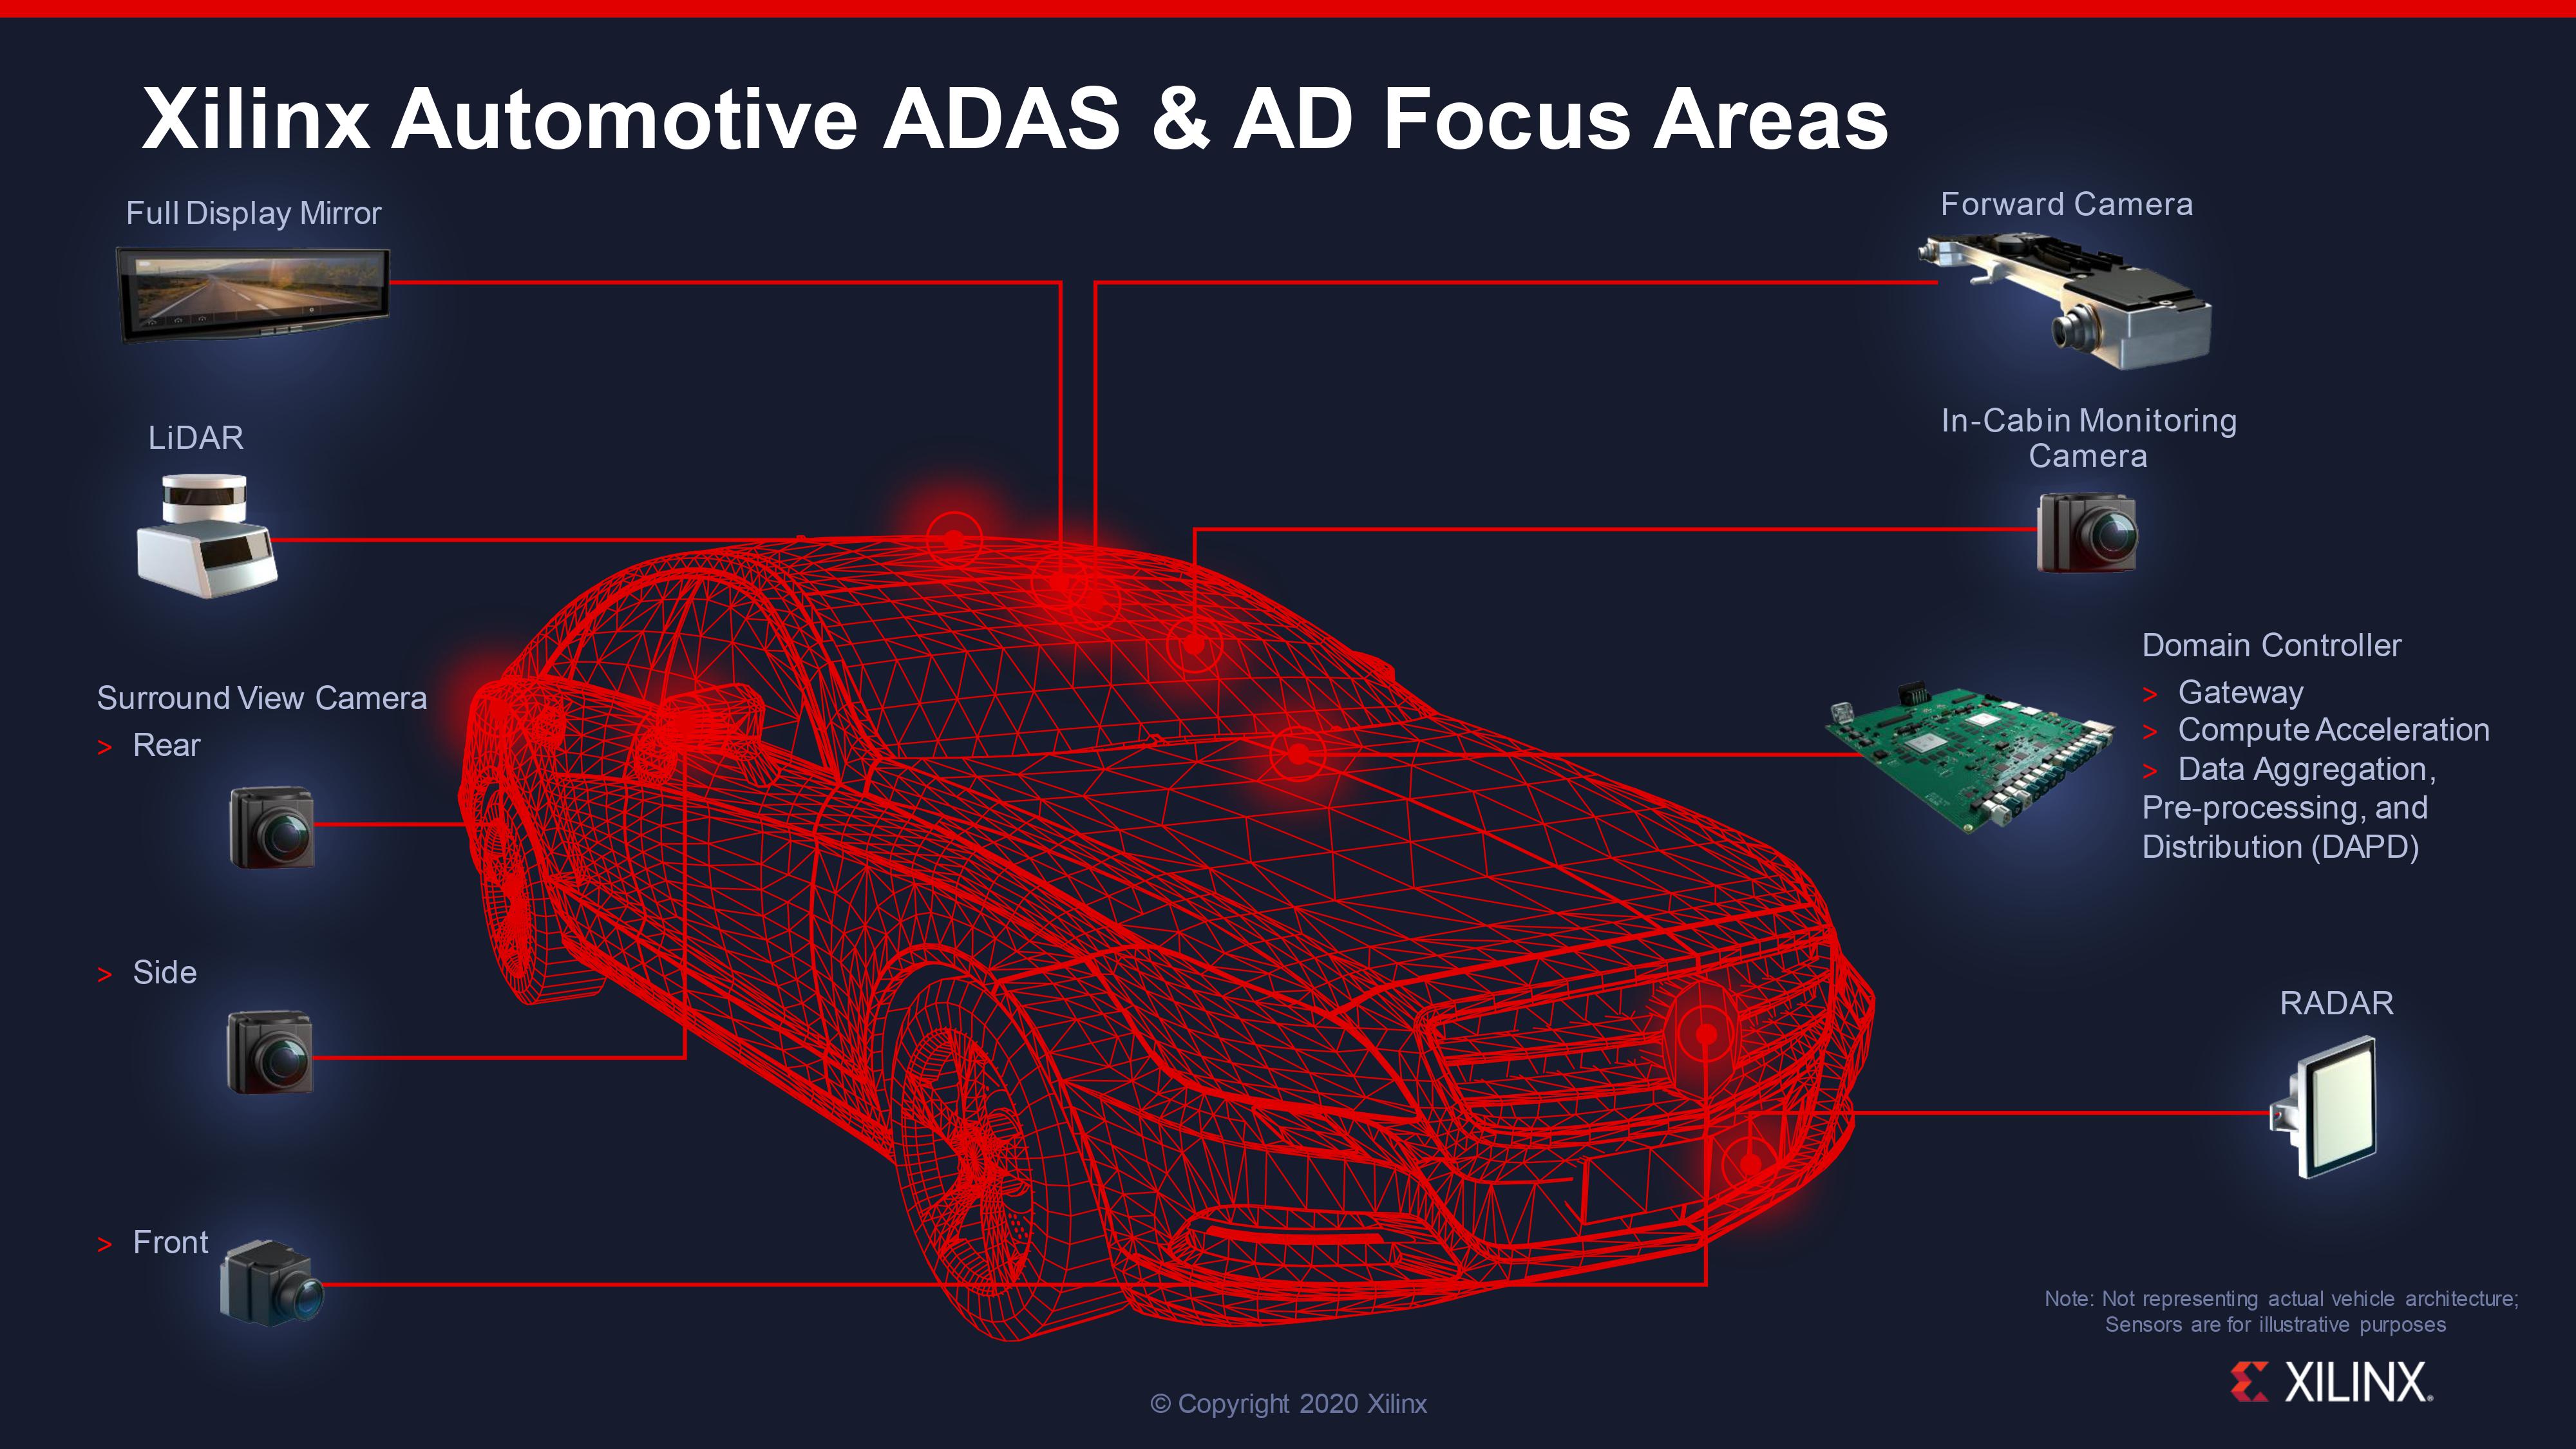 Xilinx Automotive ADAS & AD Focus Areas
Full Display Mirror
LiDAR
Surround View Camera
> Rear
> Side
> Front
Forward Camera
In-Cabin Monitoring
Camera
Domain Controller
> Gateway
> Compute Acceleration
> Data Aggregation,
Pre-processing, and
Distribution (DAPD)
RADAR
Note: Not representing actual vehicle architecture;
Sensors are for illustrative purposes
XILINX®
© Copyright 2020 Xilinx